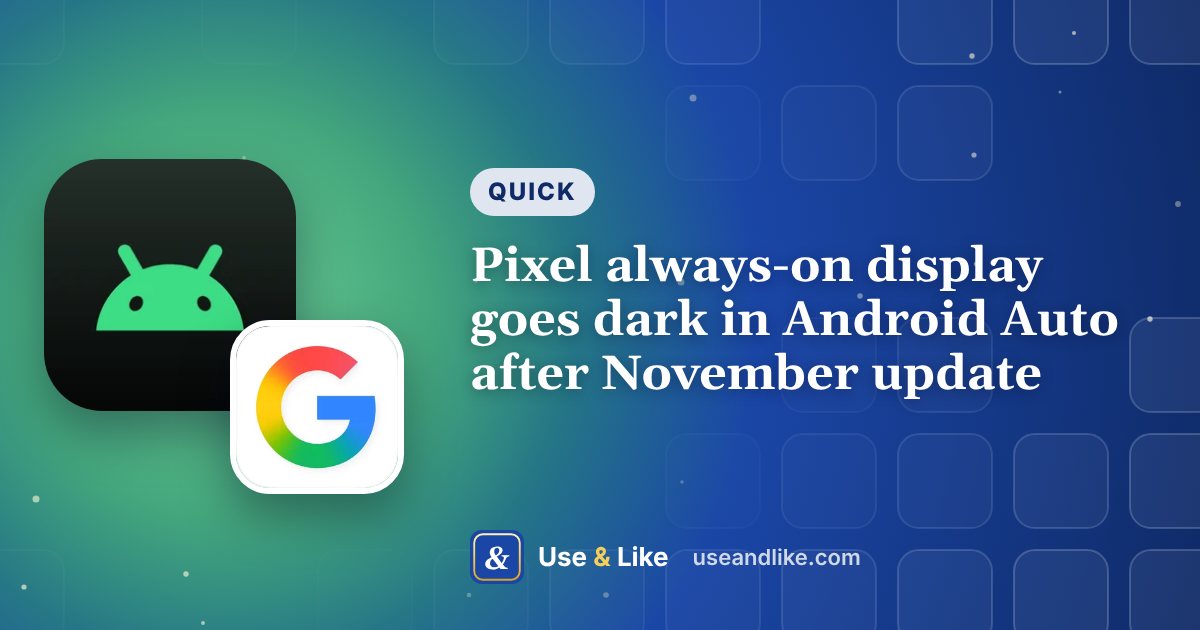 QUICK
Pixel always-on display
goes dark in Android Auto
after November update
& Use & Like useandlike.com